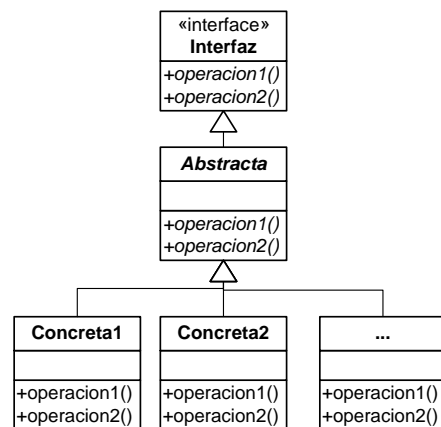 «interface»
Interfaz
+operacion1()
+operacion2()
Abstracta
+operacion1()
+operacion2()
Concreta1
+operacion1()
+operacion2()
Concreta2
+operacion1()
+operacion2()
...
+operacion1()
+operacion2()